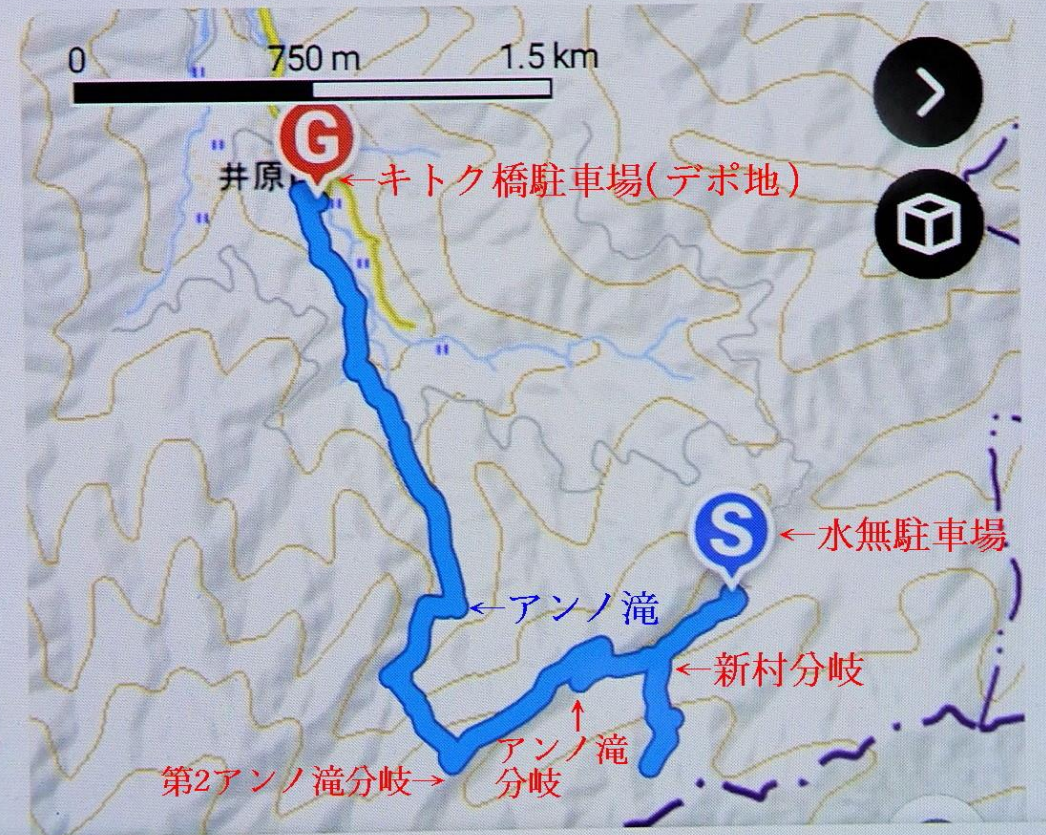 0 750 m 1.5 km
G
井原
←キトク橋駐車場(デポ地)
S
←水無駐車場
←アンノ滝
←新村分岐
↑
アンノ滝
分岐
第2アンノ滝分岐→